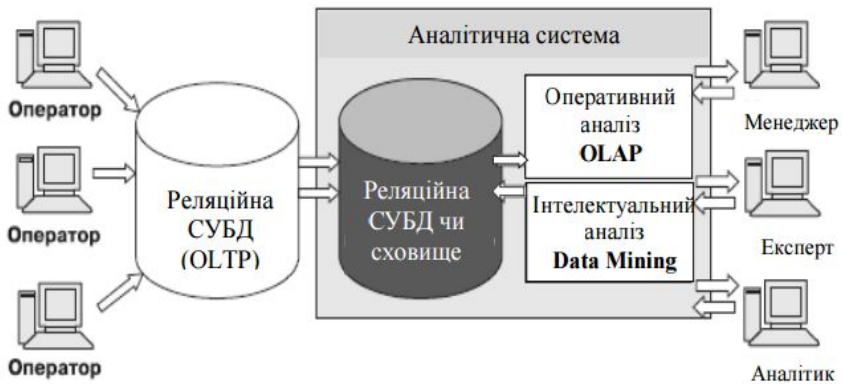 Оператор
Оператор
Оператор
Реляційна
СУБД
(OLTP)
Аналітична система
Реляційна
СУБД чи
сховище
Оперативний
аналіз
OLAP
Інтелектуальний
аналіз
Data Mining
Менеджер
Експерт
Аналітик